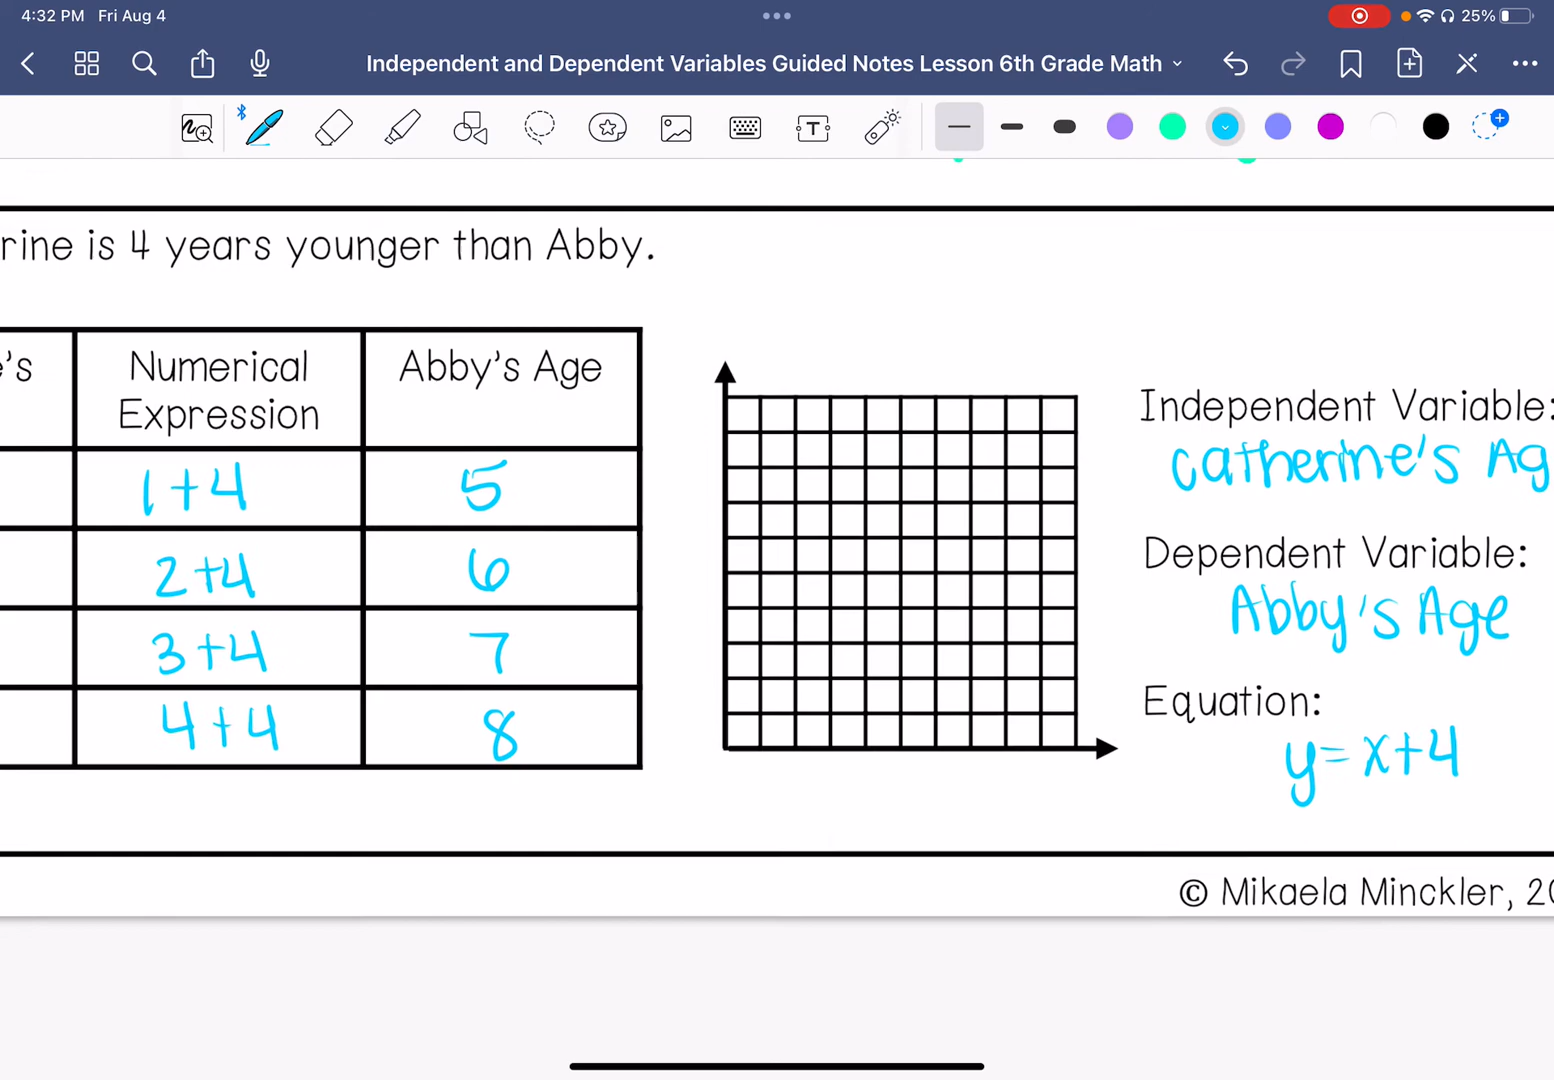 4:32 PM Fri Aug 4
25%
Independent and Dependent Variables Guided Notes Lesson 6th Grade Math
T
rine is 4 years younger than Abby.
's
Numerical
Expression
Abby's Age
1+4
5
2+4
6
3+4
7
4+4
8
Independent Variable:
Catherine's Ag
Dependent Variable:
Abby's Age
Equation:
y=x+4
© Mikaela Minckler, 20